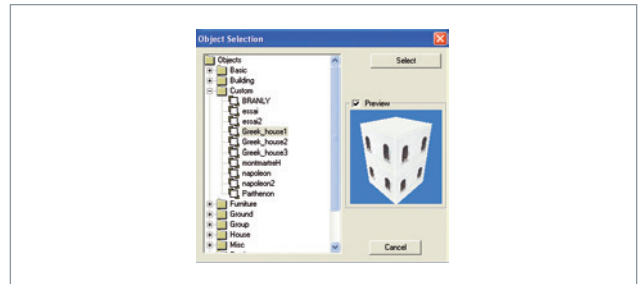 Object Selection
Objects
Basic
Building
Custom
BRANLY
essai
essai2
Greek_house1
Greek_house2
Greek_house3
montmartreH
napoleon
napoleon2
Parthenon
Furniture
Ground
Group
House
Misc
Select
Preview
Cancel